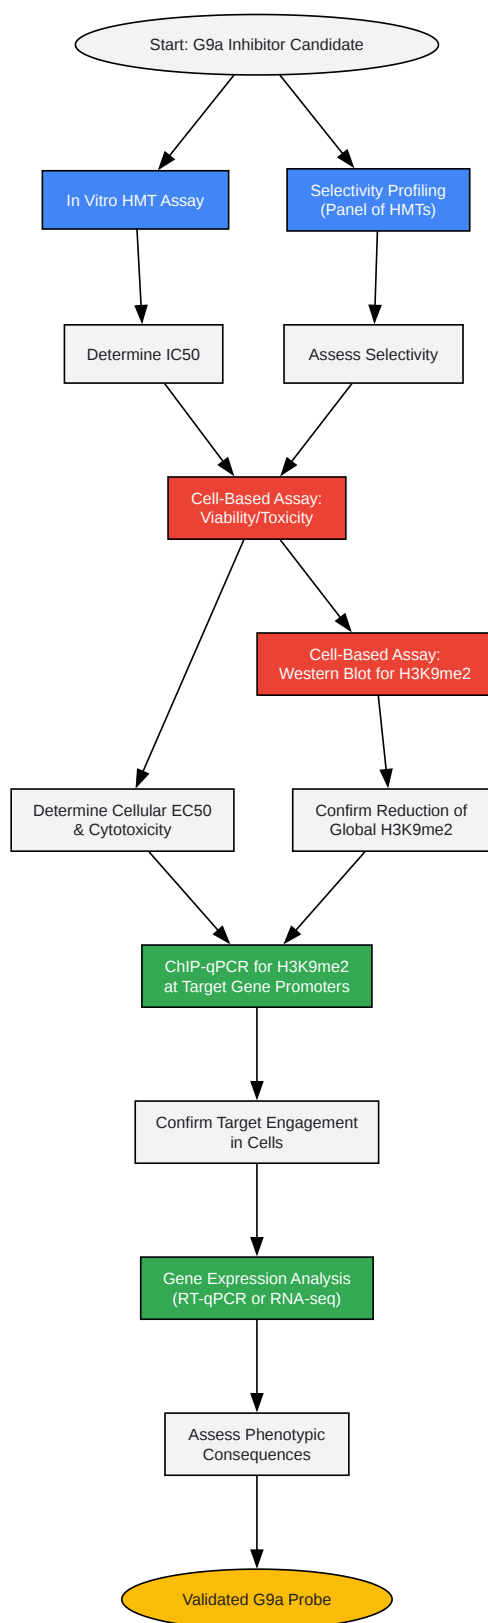 Start: G9a Inhibitor Candidate
In Vitro HMT Assay
Selectivity Profiling
(Panel of HMTs)
Determine IC50
Assess Selectivity
Cell-Based Assay:
Viability/Toxicity
Cell-Based Assay:
Western Blot for H3K9me2
Determine Cellular EC50
& Cytotoxicity
Confirm Reduction of
Global H3K9me2
ChIP-qPCR for H3K9me2
at Target Gene Promoters
Confirm Target Engagement
in Cells
Gene Expression Analysis
(RT-qPCR or RNA-seq)
Assess Phenotypic
Consequences
Validated G9a Probe